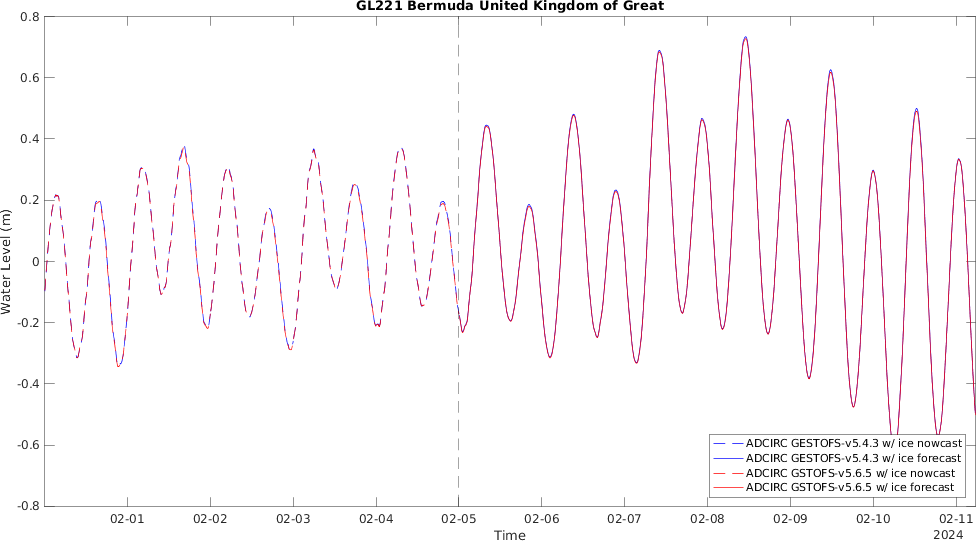 GL221 Bermuda United Kingdom of Great
0.8
0.6
0.4
0.2
0
-0.2
-0.4
-0.6
-0.8
Water Level (m)
ADCIRC GESTOFS-v5.4.3 w/ ice nowcast
ADCIRC GESTOFS-v5.4.3 w/ ice forecast
ADCIRC GSTOFS-v5.6.5 w/ ice nowcast
ADCIRC GSTOFS-v5.6.5 w/ ice forecast
02-01 02-02 02-03 02-04 02-05 02-06 02-07 02-08 02-09 02-10 02-11
Time
2024